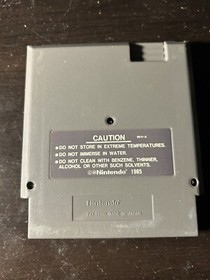 CAUTION
●DO NOT STORE IN EXTREME TEMPERATURES.
●DO NOT IMMERSE IN WATER.
●DO NOT CLEAN WITH BENZENE, THINNER,
ALCOHOL OR OTHER SUCH SOLVENTS.
©®Nintendo® 1985
Nintendo